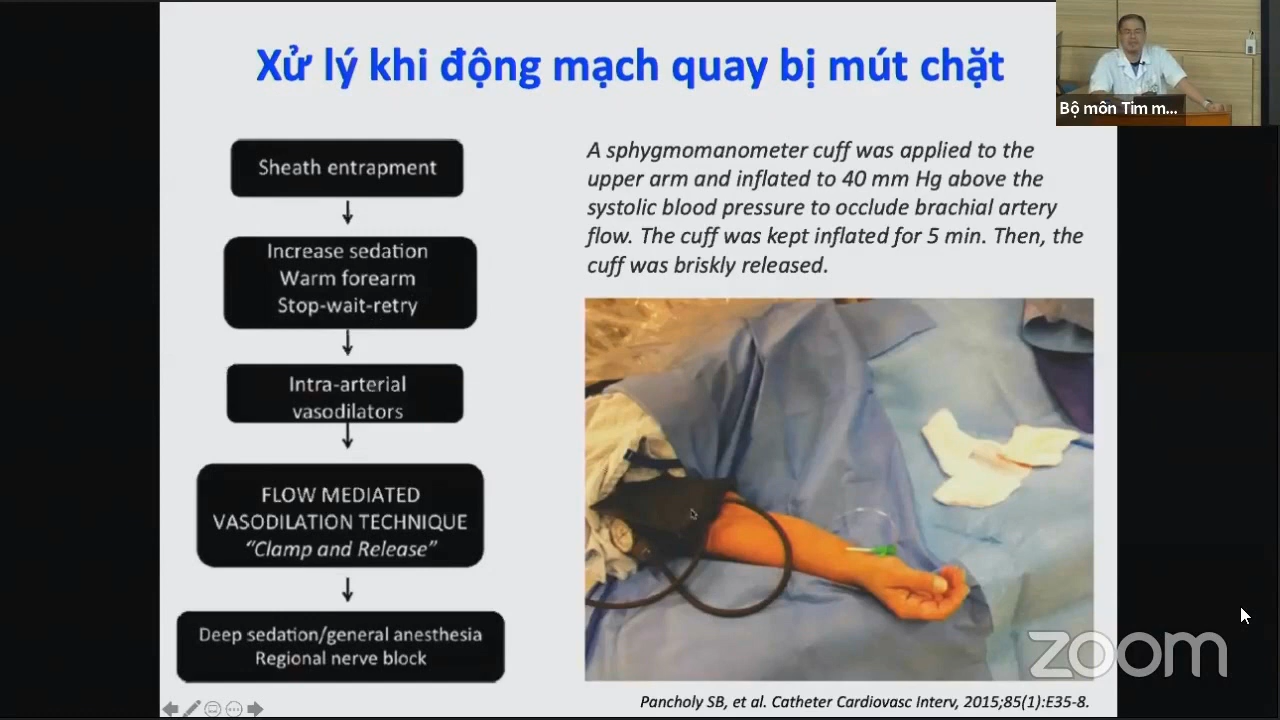 Xử lý khi động mạch quay bị mút chặt
Bộ môn Tim m...
Sheath entrapment
Increase sedation
Warm forearm
Stop-wait-retry
Intra-arterial
vasodilators
FLOW MEDIATED
VASODILATION TECHNIQUE
“Clamp and Release”
Deep sedation/general anesthesia
Regional nerve block
A sphygmomanometer cuff was applied to the
upper arm and inflated to 40 mm Hg above the
systolic blood pressure to occlude brachial artery
flow. The cuff was kept inflated for 5 min. Then, the
cuff was briskly released.
zoom
Pancholy SB, et al. Catheter Cardiovasc Interv, 2015;85(1):E35-8.